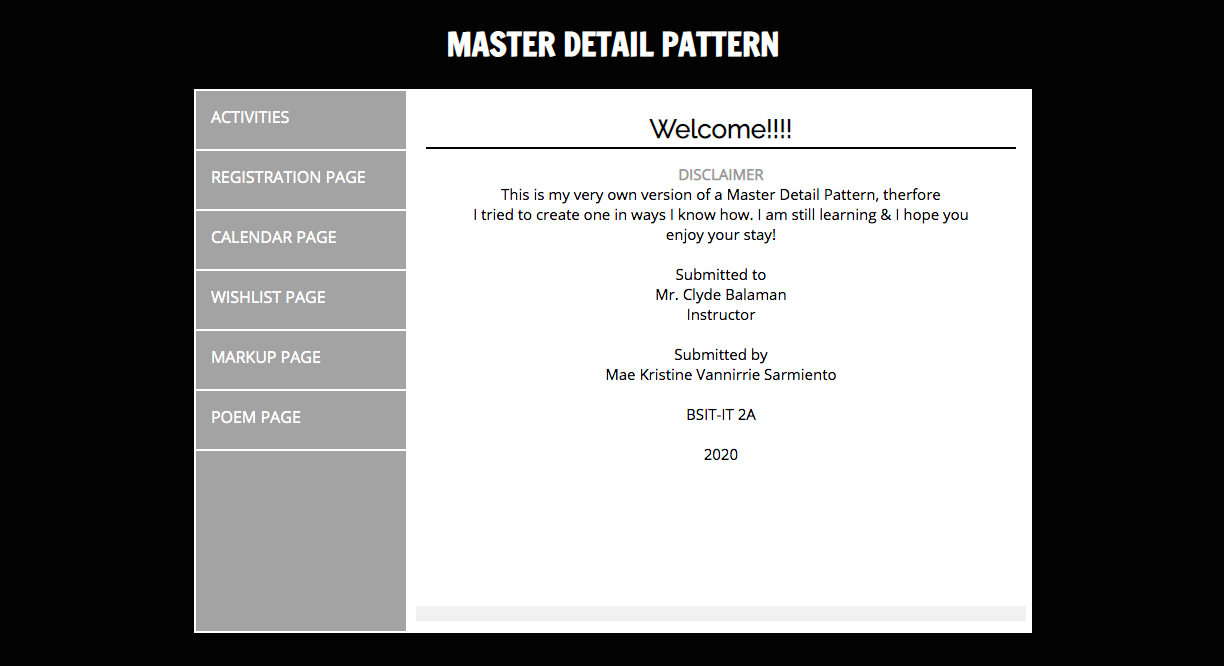 MASTER DETAIL PATTERN
ACTIVITIES
REGISTRATION PAGE
CALENDAR PAGE
WISHLIST PAGE
MARKUP PAGE
POEM PAGE
Welcome!!!!
DISCLAIMER
This is my very own version of a Master Detail Pattern, therfore
I tried to create one in ways I know how. I am still learning & I hope you
enjoy your stay!
Submitted to
Mr. Clyde Balaman
Instructor
Submitted by
Mae Kristine Vannirrie Sarmiento
BSIT-IT 2A
2020